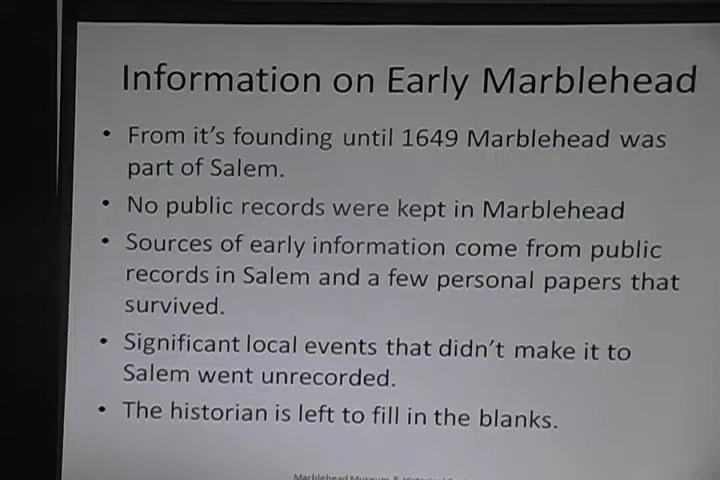 Information on Early Marblehead
• From it's founding until 1649 Marblehead was
part of Salem.
• No public records were kept in Marblehead
• Sources of early information come from public
records in Salem and a few personal papers that
survived.
• Significant local events that didn't make it to
Salem went unrecorded.
• The historian is left to fill in the blanks.
Marblehead Museum &